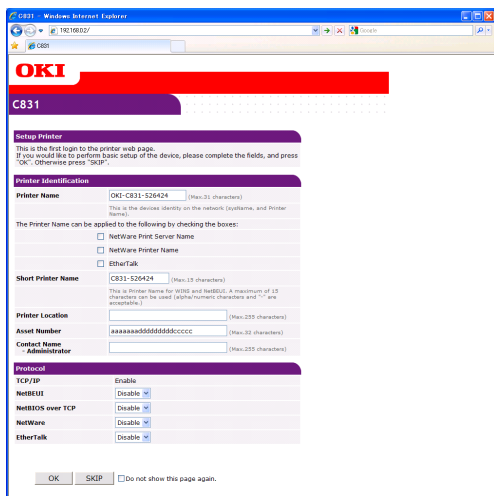 C831 - Windows Internet Explorer
192.168.0.2/
Google
C831
OKI
C831
Setup Printer
This is the first login to the printer web page.
If you would like to perform basic setup of the device, please complete the fields, and press
"OK". Otherwise press "SKIP".
Printer Identification
Printer Name OKI-C831-526424 (Max.31 characters)
This is the devices identity on the network (sysName, and Printer
Name).
The Printer Name can be applied to the following by checking the boxes:
NetWare Print Server Name
NetWare Printer Name
EtherTalk
Short Printer Name C831-526424 (Max.15 characters)
This is Printer Name for WINS and NetBEUI. A maximum of 15
characters can be used (alpha/numeric characters and "-" are
acceptable.)
Printer Location (Max.255 characters)
Asset Number aaaaaaadddddddddccccc (Max.32 characters)
Contact Name
- Administrator (Max.255 characters)
Protocol
TCP/IP Enable
NetBEUI Disable
NetBIOS over TCP Disable
NetWare Disable
EtherTalk Disable
OK SKIP Do not show this page again.